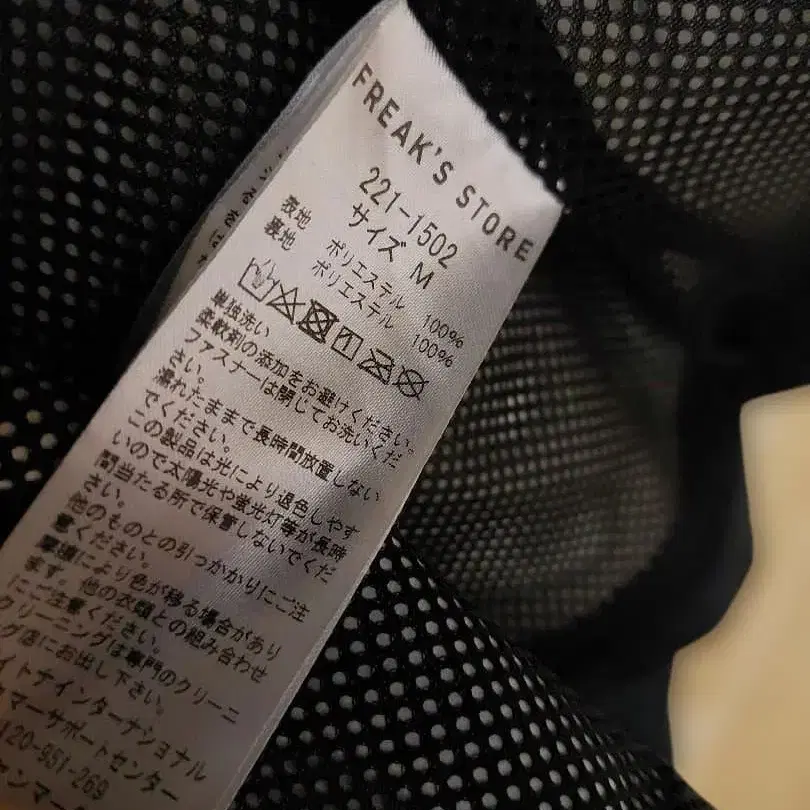 FREAK'S STORE
221-1502
サイズ M
表地 ポリエステル 100%
裏地 ポリエステル 100%
単独洗い
柔軟剤の添加をお避けください。
ファスナーは閉じてお洗いくだ
さい。
濡れたままで長時間放置しない
でください。
この製品は光により退色しやす
いので太陽光や蛍光灯等が長時
間当たる所で保管しないでくだ
さい。
他のものとの引っかかりにご注
意ください。
摩擦により色が移る場合があり
ます。他の衣類との組み合わせ
にご注意ください。
クリーニングは専門のクリーニ
ング店にお出し下さい。
イトナインターナショナル
マーサポートセンター
120-951-269
ヤンマーク